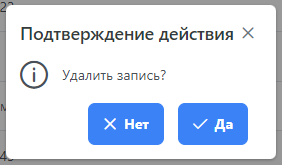 Подтверждение действия
Удалить запись?
Нет
Да